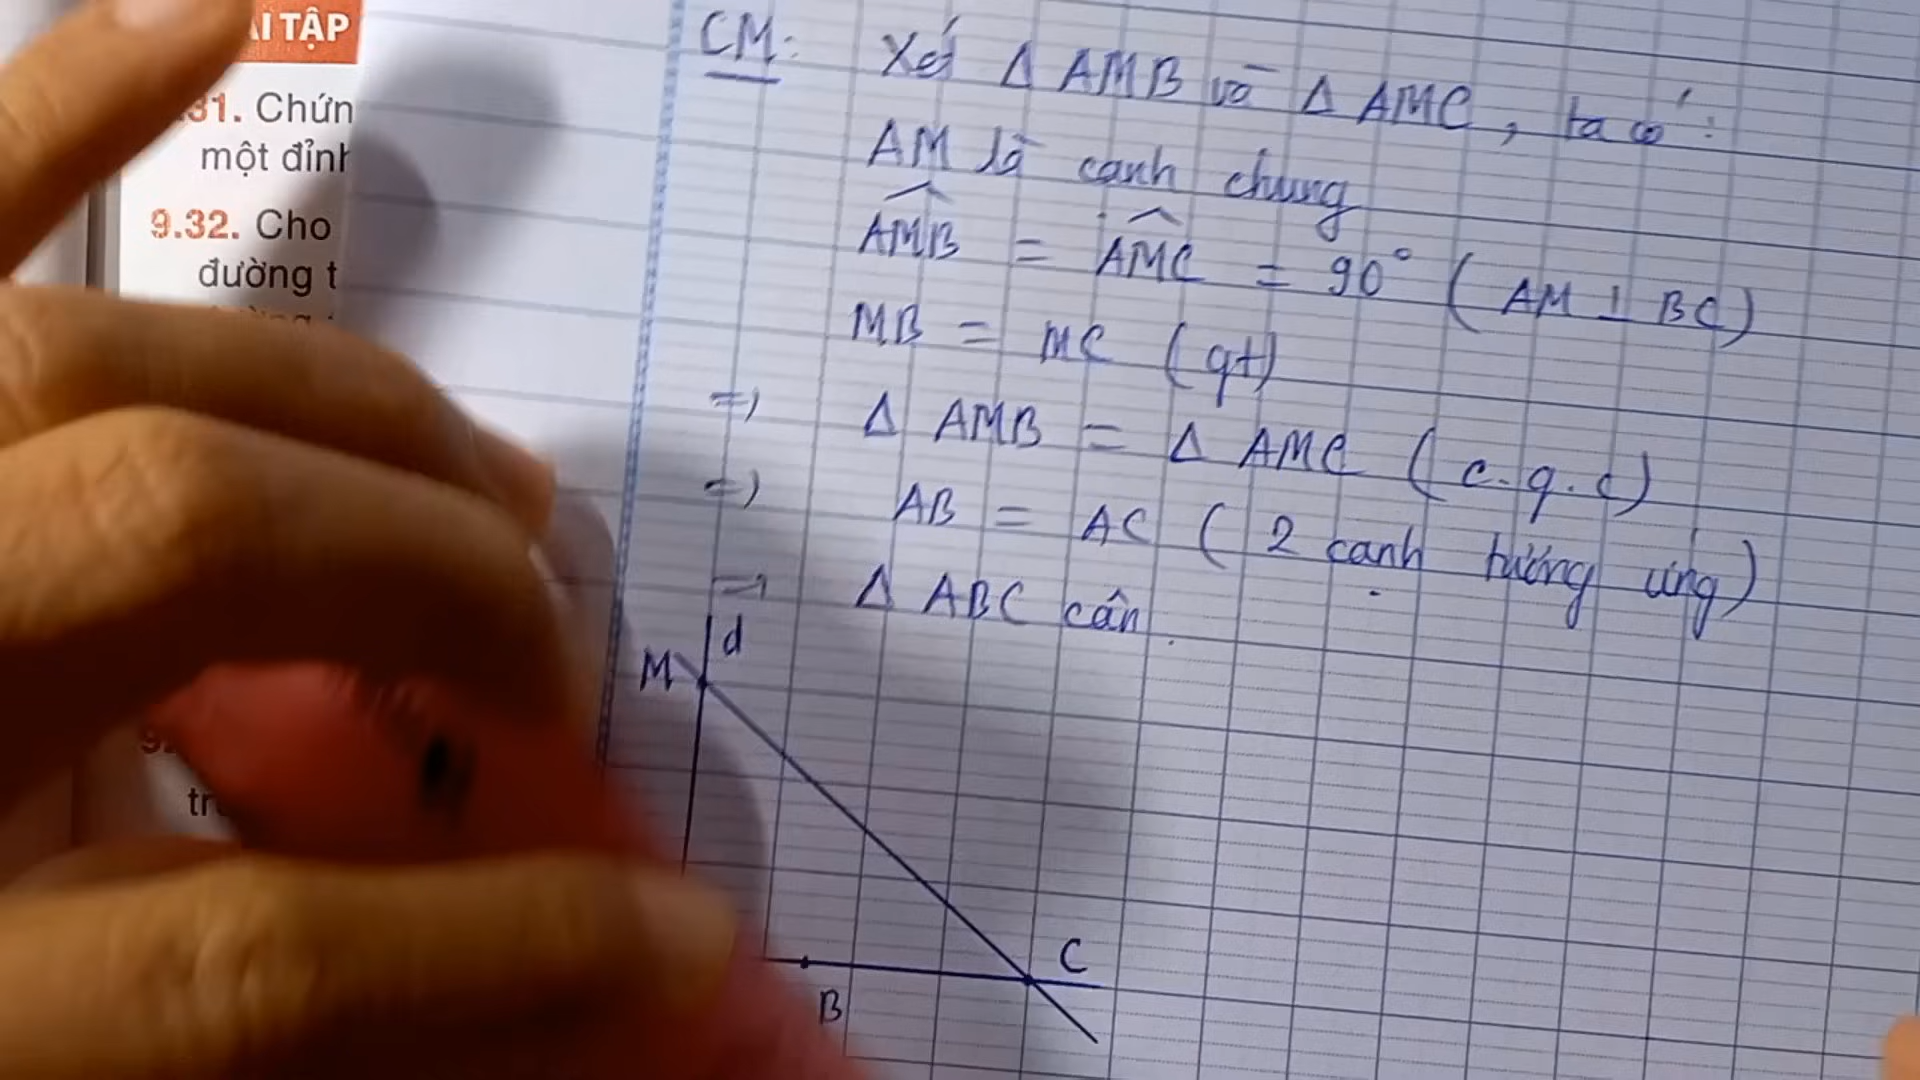 ÀI TẬP
31. Chứn
một đỉnh
9.32. Cho
đường t
CM: Xét Δ AMB và Δ AMC, ta có:
AM là cạnh chung
AMB = AMC = 90° (AM ⊥ BC)
MB = MC (gt)
=> Δ AMB = Δ AMC (c.g.c)
=> AB = AC (2 cạnh tương ứng)
=> Δ ABC cân
d
M
C
B